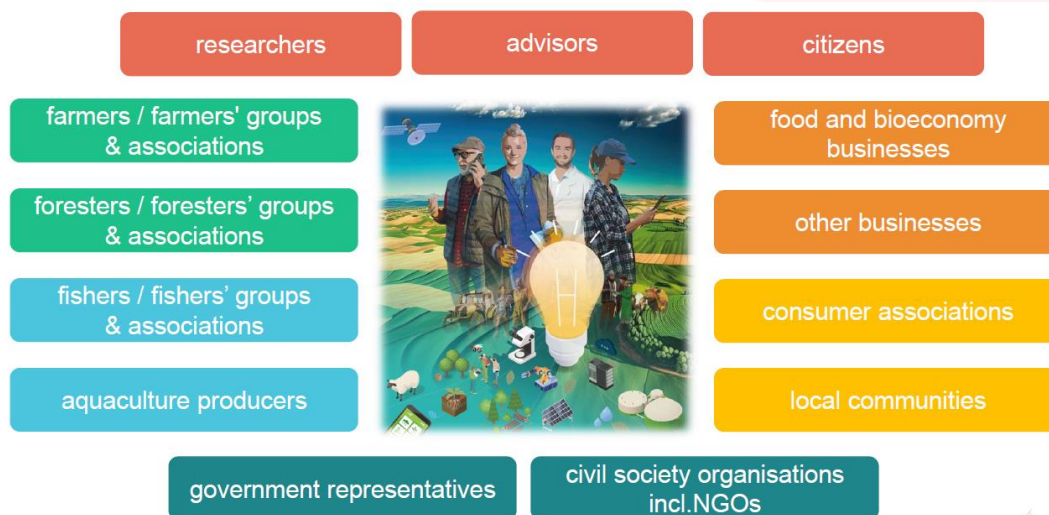 researchers
advisors
citizens
farmers / farmers' groups
& associations
food and bioeconomy
businesses
foresters / foresters’ groups
& associations
other businesses
fishers / fishers’ groups
& associations
consumer associations
aquaculture producers
local communities
government representatives
civil society organisations
incl.NGOs